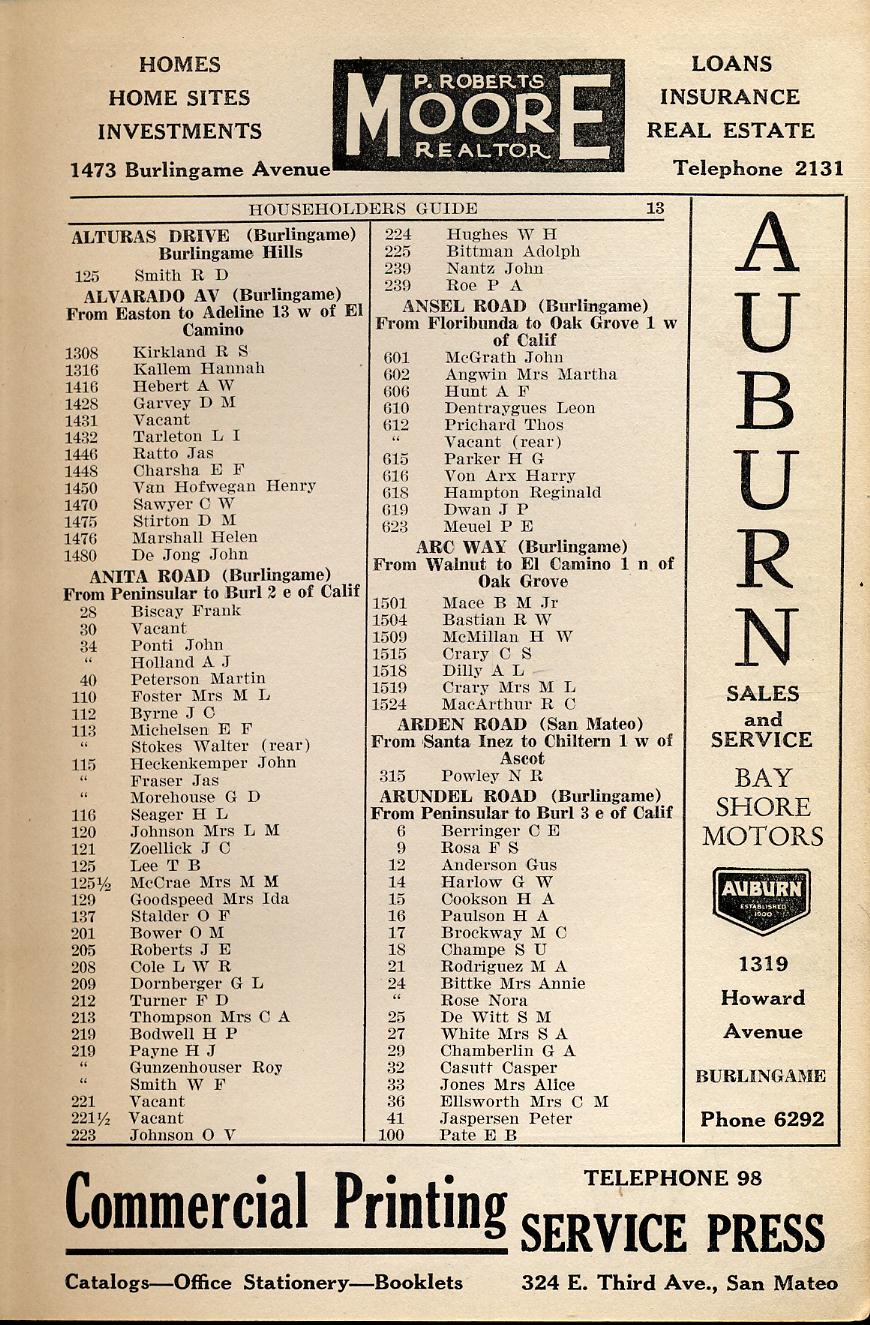 HOMES
HOME SITES
INVESTMENTS
1473 Burlingame Avenue
P. ROBERTS
MOORE
REALTOR
LOANS
INSURANCE
REAL ESTATE
Telephone 2131
HOUSEHOLDERS GUIDE 13
ALTURAS DRIVE (Burlingame)
Burlingame Hills
125 Smith R D
ALVARADO AV (Burlingame)
From Easton to Adeline 13 w of El
Camino
1308 Kirkland R S
1316 Kallem Hannah
1416 Hebert A W
1428 Garvey D M
1431 Vacant
1432 Tarleton L I
1446 Ratto Jas
1448 Charsha E F
1450 Van Hofwegan Henry
1470 Sawyer C W
1475 Stirton D M
1476 Marshall Helen
1480 De Jong John
ANITA ROAD (Burlingame)
From Peninsular to Burl 2 e of Calif
28 Biscay Frank
30 Vacant
34 Ponti John
“ Holland A J
40 Peterson Martin
110 Foster Mrs M L
112 Byrne J C
113 Michelsen E F
“ Stokes Walter (rear)
115 Heckenkemper John
“ Fraser Jas
“ Morehouse G D
116 Seager H L
120 Johnson Mrs L M
121 Zoellick J C
125 Lee T B
125½ McCrae Mrs M M
129 Goodspeed Mrs Ida
137 Stalder O F
201 Bower O M
205 Roberts J E
208 Cole L W R
209 Dornberger G L
212 Turner F D
213 Thompson Mrs C A
219 Bodwell H P
219 Payne H J
“ Gunzenhouser Roy
“ Smith W F
221 Vacant
221½ Vacant
223 Johnson O V
224 Hughes W H
225 Bittman Adolph
239 Nantz John
239 Roe P A
ANSEL ROAD (Burlingame)
From Floribunda to Oak Grove 1 w
of Calif
601 McGrath John
602 Angwin Mrs Martha
606 Hunt A F
610 Dentraygues Leon
612 Prichard Thos
“ Vacant (rear)
615 Parker H G
616 Von Arx Harry
618 Hampton Reginald
619 Dwan J P
623 Meuel P E
ARC WAY (Burlingame)
From Walnut to El Camino 1 n of
Oak Grove
1501 Mace B M Jr
1504 Bastian R W
1509 McMillan H W
1515 Crary C S
1518 Dilly A L
1519 Crary Mrs M L
1524 MacArthur R C
ARDEN ROAD (San Mateo)
From Santa Inez to Chiltern 1 w of
Ascot
315 Powley N R
ARUNDEL ROAD (Burlingame)
From Peninsular to Burl 3 e of Calif
6 Berringer C E
9 Rosa F S
12 Anderson Gus
14 Harlow G W
15 Cookson H A
16 Paulson H A
17 Brockway M C
18 Champe S U
21 Rodriguez M A
24 Bittke Mrs Annie
“ Rose Nora
25 De Witt S M
27 White Mrs S A
29 Chamberlin G A
32 Casutt Casper
33 Jones Mrs Alice
36 Ellsworth Mrs C M
41 Jaspersen Peter
100 Pate E B
AUBURN
SALES
and
SERVICE
BAY
SHORE
MOTORS
AUBURN
ESTABLISHED
1900
1319
Howard
Avenue
BURLINGAME
Phone 6292
Commercial Printing
Catalogs—Office Stationery—Booklets
TELEPHONE 98
SERVICE PRESS
324 E. Third Ave., San Mateo